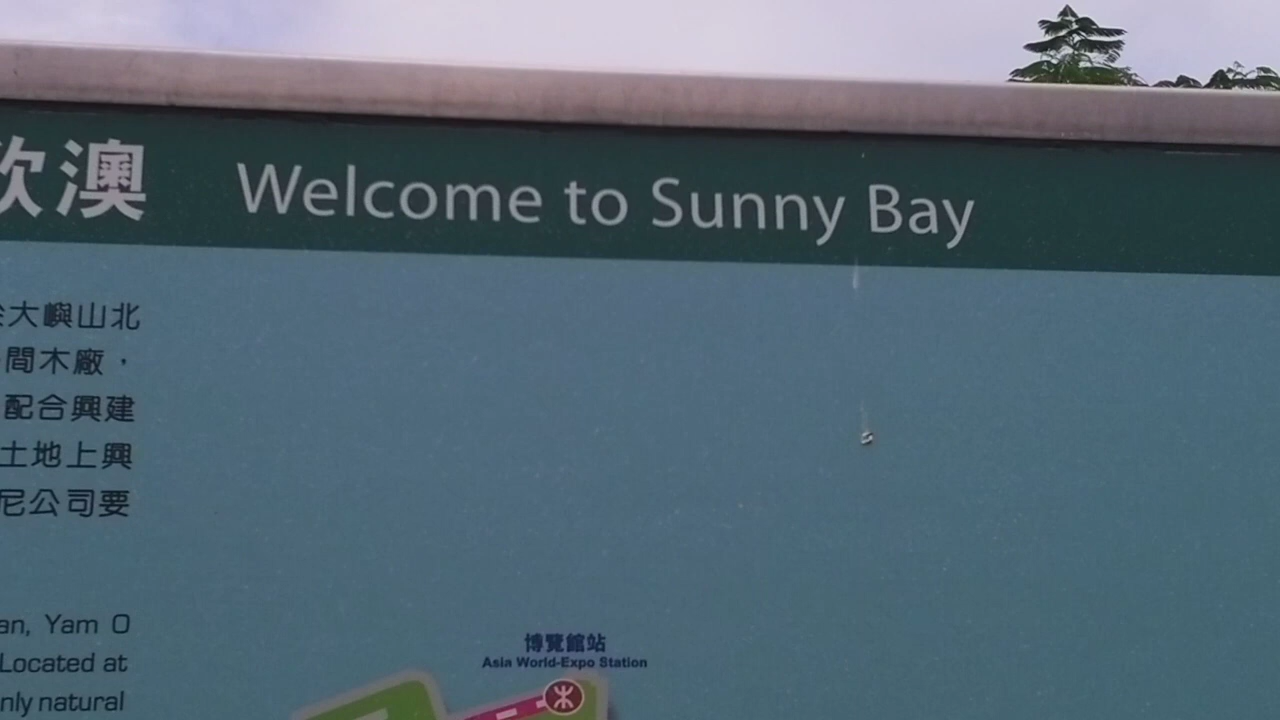 欣澳 Welcome to Sunny Bay
大嶼山北
間木廠，
配合興建
土地上興
尼公司要
an, Yam O
Located at
nly natural
博覽館站
Asia World-Expo Station